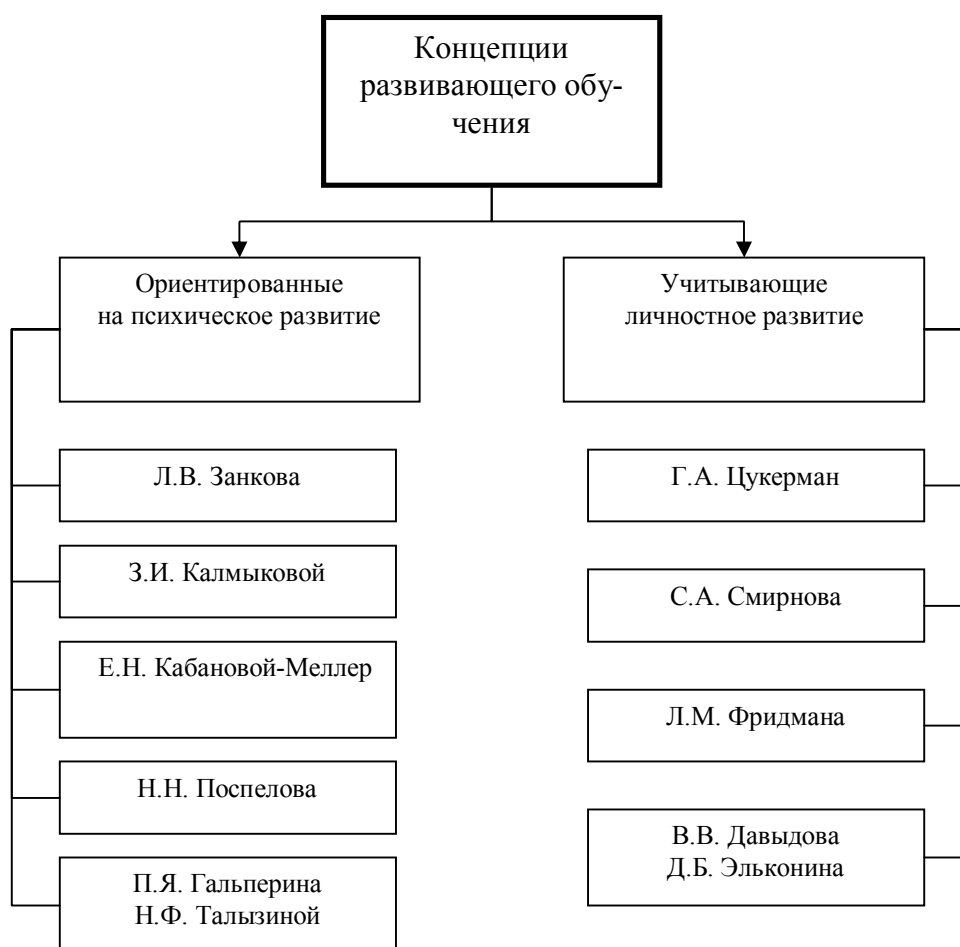 Концепции
развивающего обу-
чения
Ориентированные
на психическое развитие
Учитывающие
личностное развитие
Л.В. Занкова
З.И. Калмыковой
Е.Н. Кабановой-Меллер
Н.Н. Поспелова
П.Я. Гальперина
Н.Ф. Талызиной
Г.А. Цукерман
С.А. Смирнова
Л.М. Фридмана
В.В. Давыдова
Д.Б. Эльконина